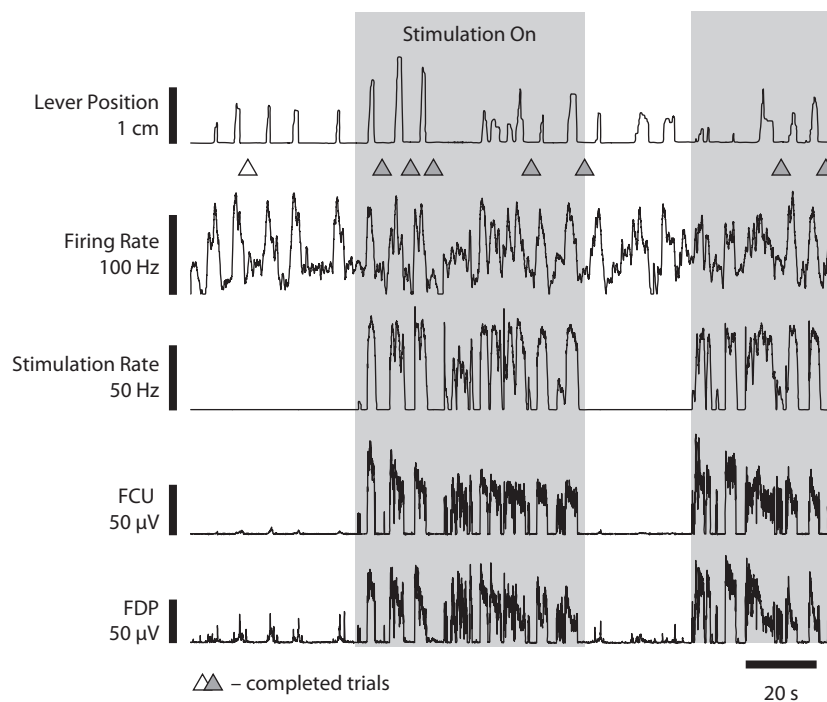 Stimulation On
Lever Position
1 cm
Firing Rate
100 Hz
Stimulation Rate
50 Hz
FCU
50 µV
FDP
50 µV
– completed trials
20 s